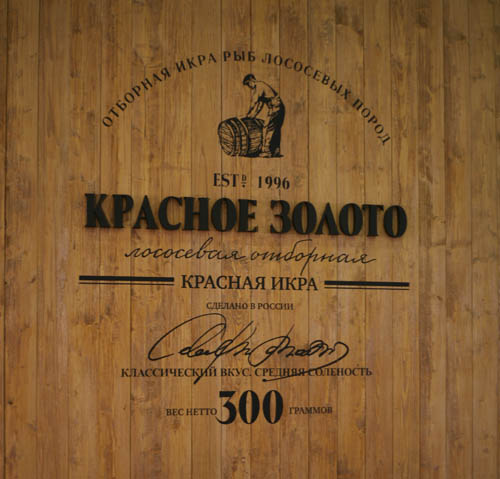 ОТБОРНАЯ ИКРА РЫБ ЛОСОСЕВЫХ ПОРОД
ESTD. 1996
КРАСНОЕ ЗОЛОТО
лососевая отборная
КРАСНАЯ ИКРА
СДЕЛАНО В РОССИИ
КЛАССИЧЕСКИЙ ВКУС. СРЕДНЯЯ СОЛЕНОСТЬ
ВЕС НЕТТО 300 ГРАММОВ